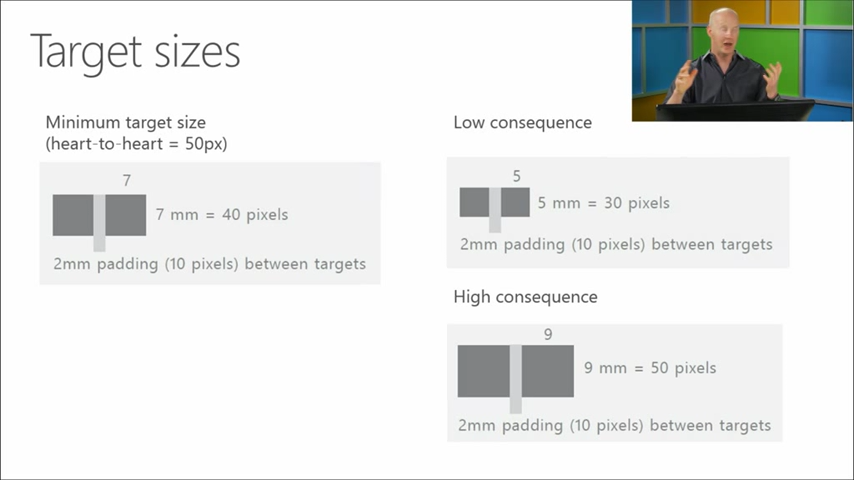 Target sizes
Minimum target size
(heart-to-heart = 50px)
7
7 mm = 40 pixels
2mm padding (10 pixels) between targets
Low consequence
5
5 mm = 30 pixels
2mm padding (10 pixels) between targets
High consequence
9
9 mm = 50 pixels
2mm padding (10 pixels) between targets